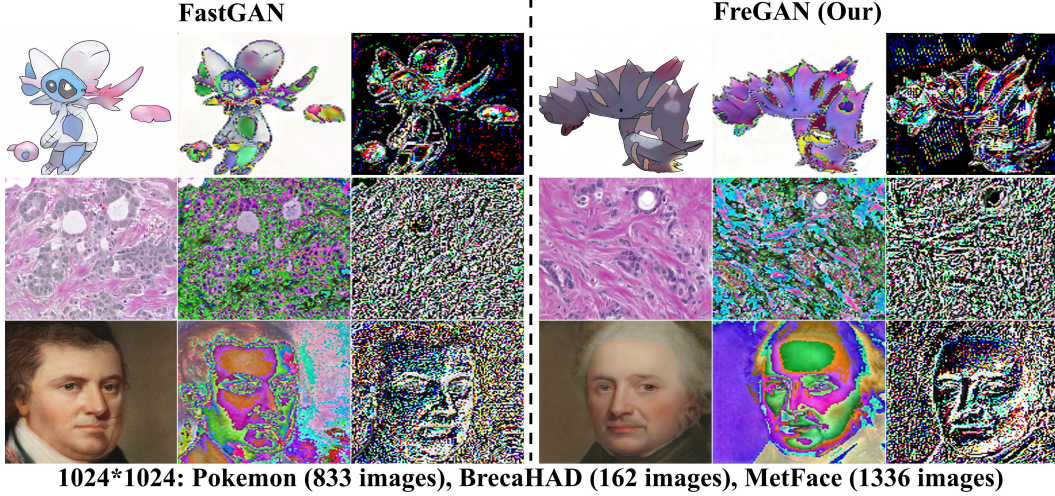 FastGAN
FreGAN (Our)
1024*1024: Pokemon (833 images), BrecaHAD (162 images), MetFace (1336 images)